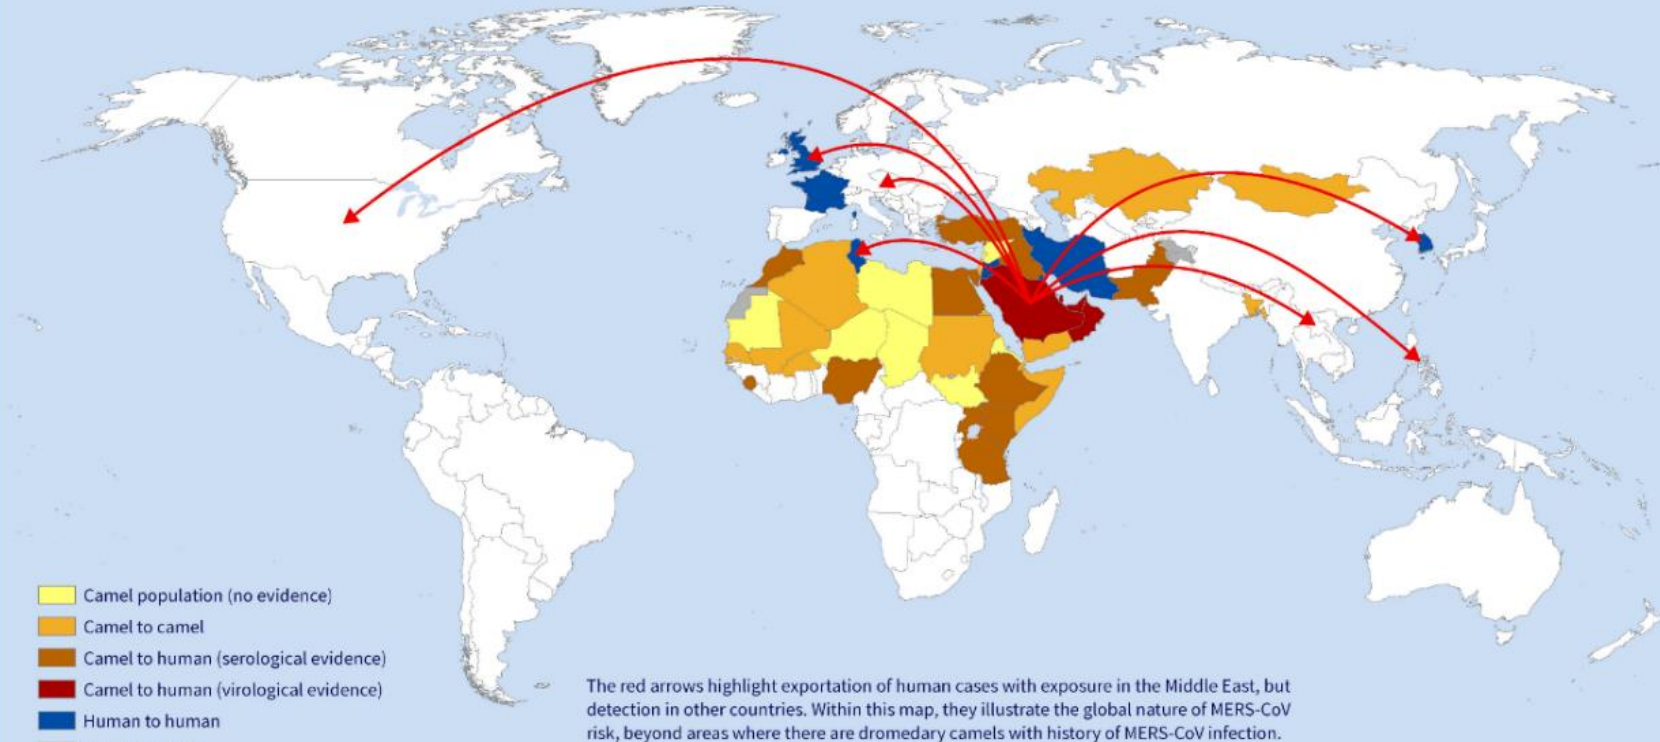 Camel population (no evidence)
Camel to camel
Camel to human (serological evidence)
Camel to human (virological evidence)
Human to human
The red arrows highlight exportation of human cases with exposure in the Middle East, but
detection in other countries. Within this map, they illustrate the global nature of MERS-CoV
risk, beyond areas where there are dromedary camels with history of MERS-CoV infection.